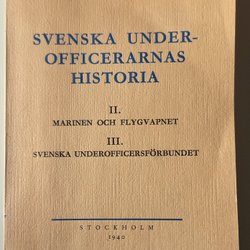 SVENSKA UNDER-
OFFICERARNAS
HISTORIA
II.
MARINEN OCH FLYGVAPNET
III.
SVENSKA UNDEROFFICERSFÖRBUNDET
STOCKHOLM
1940